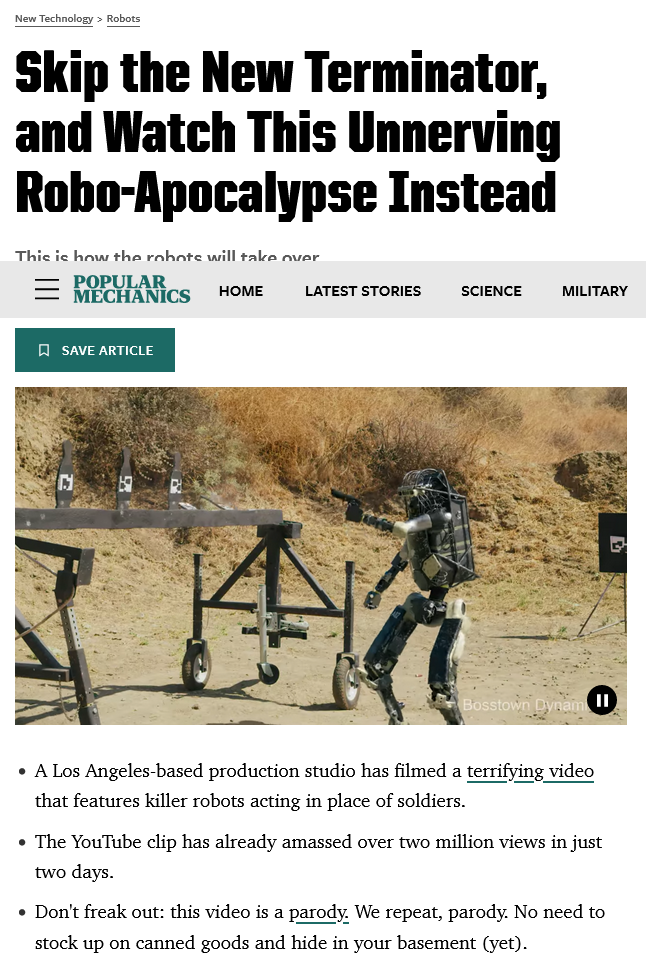 New Technology > Robots
Skip the New Terminator,
and Watch This Unnerving
Robo-Apocalypse Instead
This is how the robots will take over
POPULAR
MECHANICS
HOME LATEST STORIES SCIENCE MILITARY
SAVE ARTICLE
Bosstown Dynami
A Los Angeles-based production studio has filmed a terrifying video
that features killer robots acting in place of soldiers.
The YouTube clip has already amassed over two million views in just
two days.
Don't freak out: this video is a parody. We repeat, parody. No need to
stock up on canned goods and hide in your basement (yet).